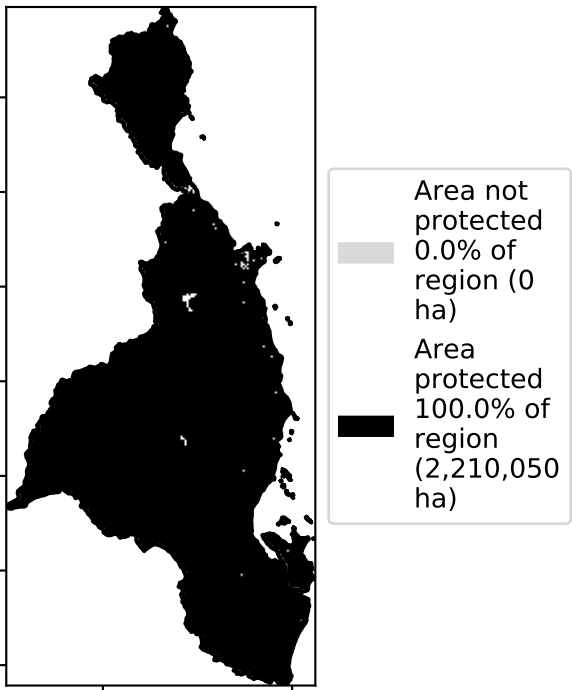 Area not
protected
0.0% of
region (0
ha)
Area
protected
100.0% of
region
(2,210,050
ha)